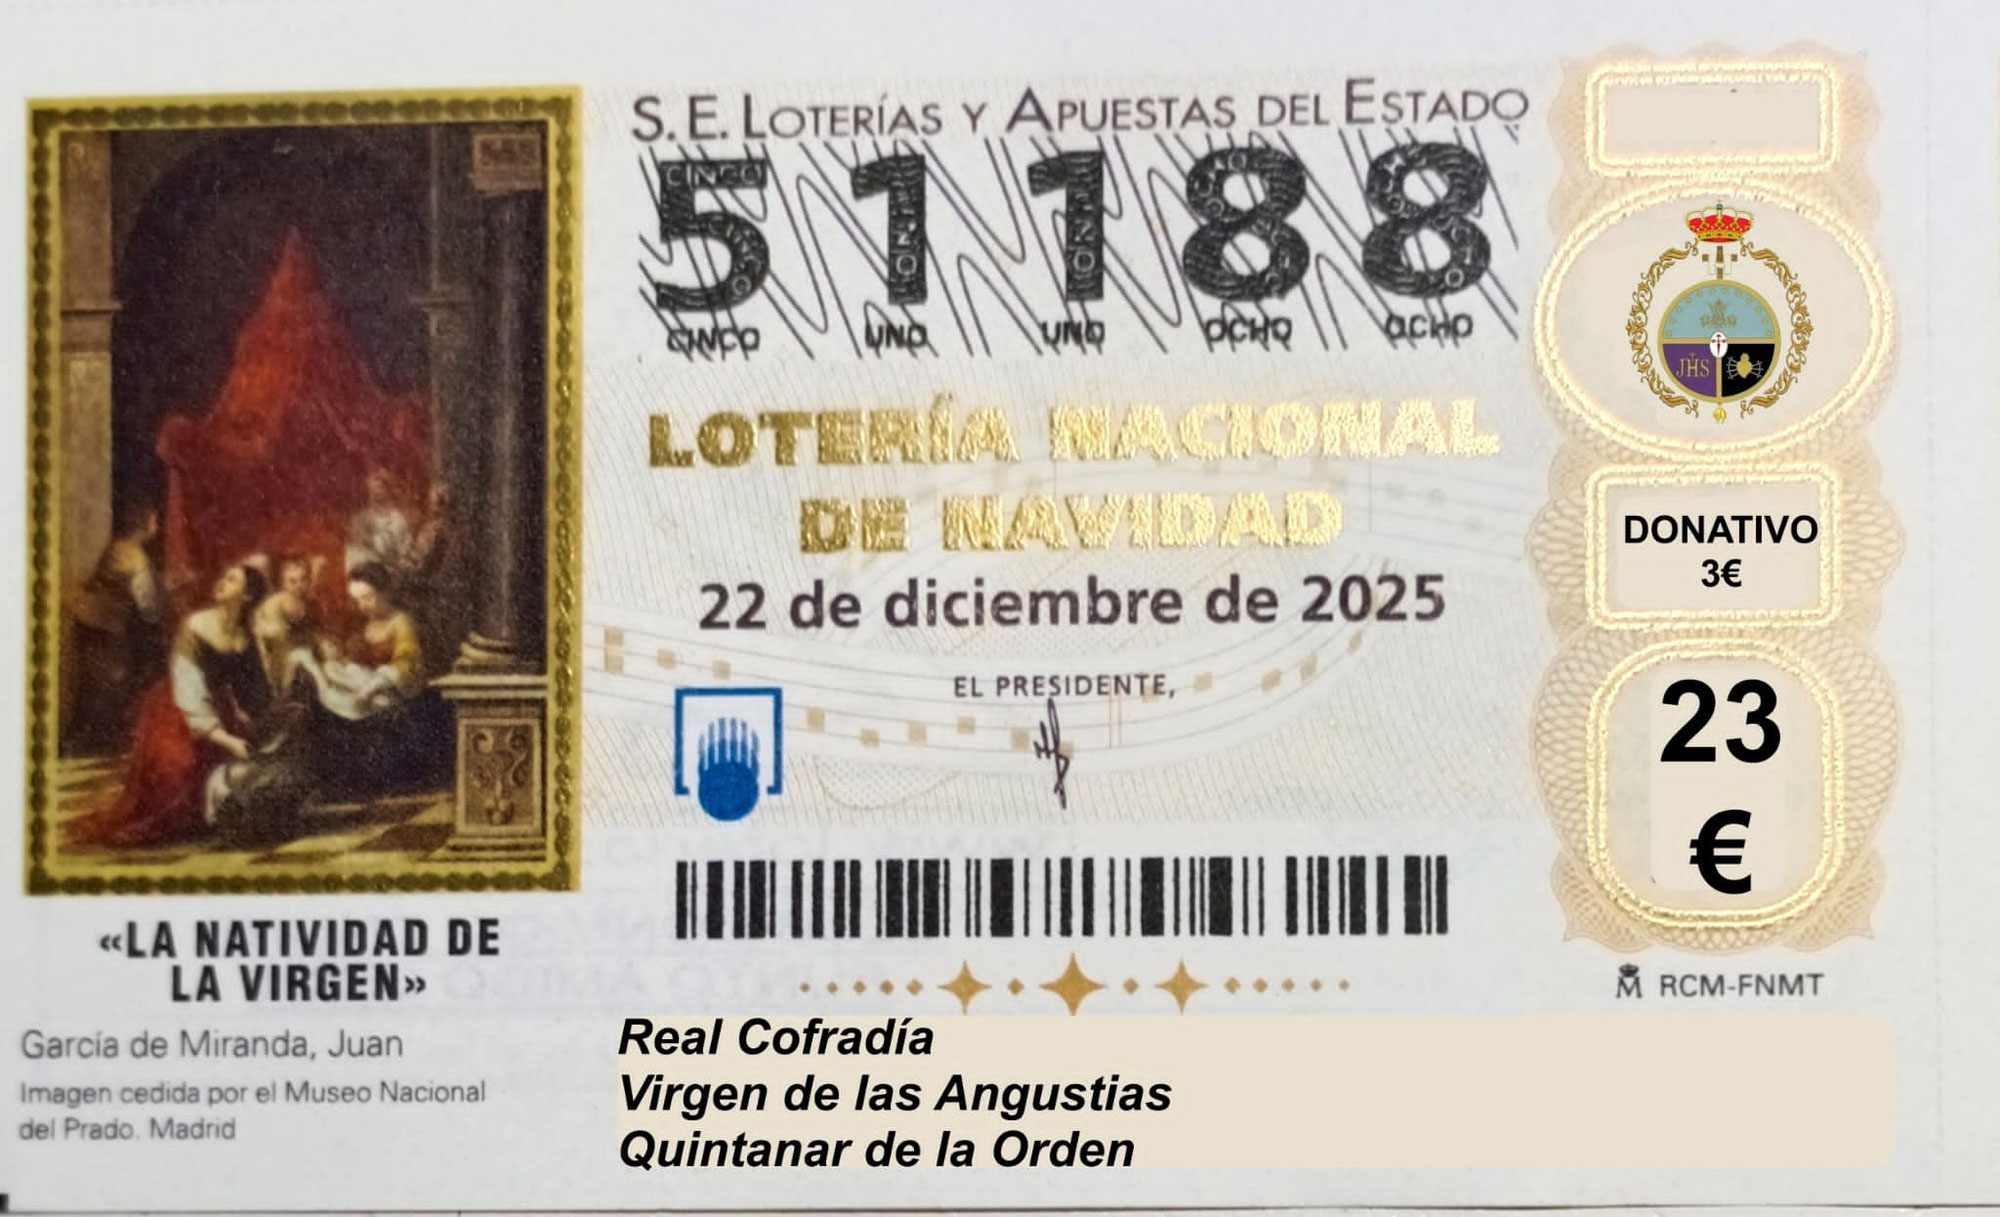 S.E. LOTERÍAS Y APUESTAS DEL ESTADO
51188
CINCO UNO UNO OCHO OCHO
LOTERÍA NACIONAL
DE NAVIDAD
22 de diciembre de 2025
EL PRESIDENTE,
JHS
DONATIVO
3€
23
€
RCM-FNMT
«LA NATIVIDAD DE
LA VIRGEN»
García de Miranda, Juan
Imagen cedida por el Museo Nacional
del Prado. Madrid
Real Cofradía
Virgen de las Angustias
Quintanar de la Orden